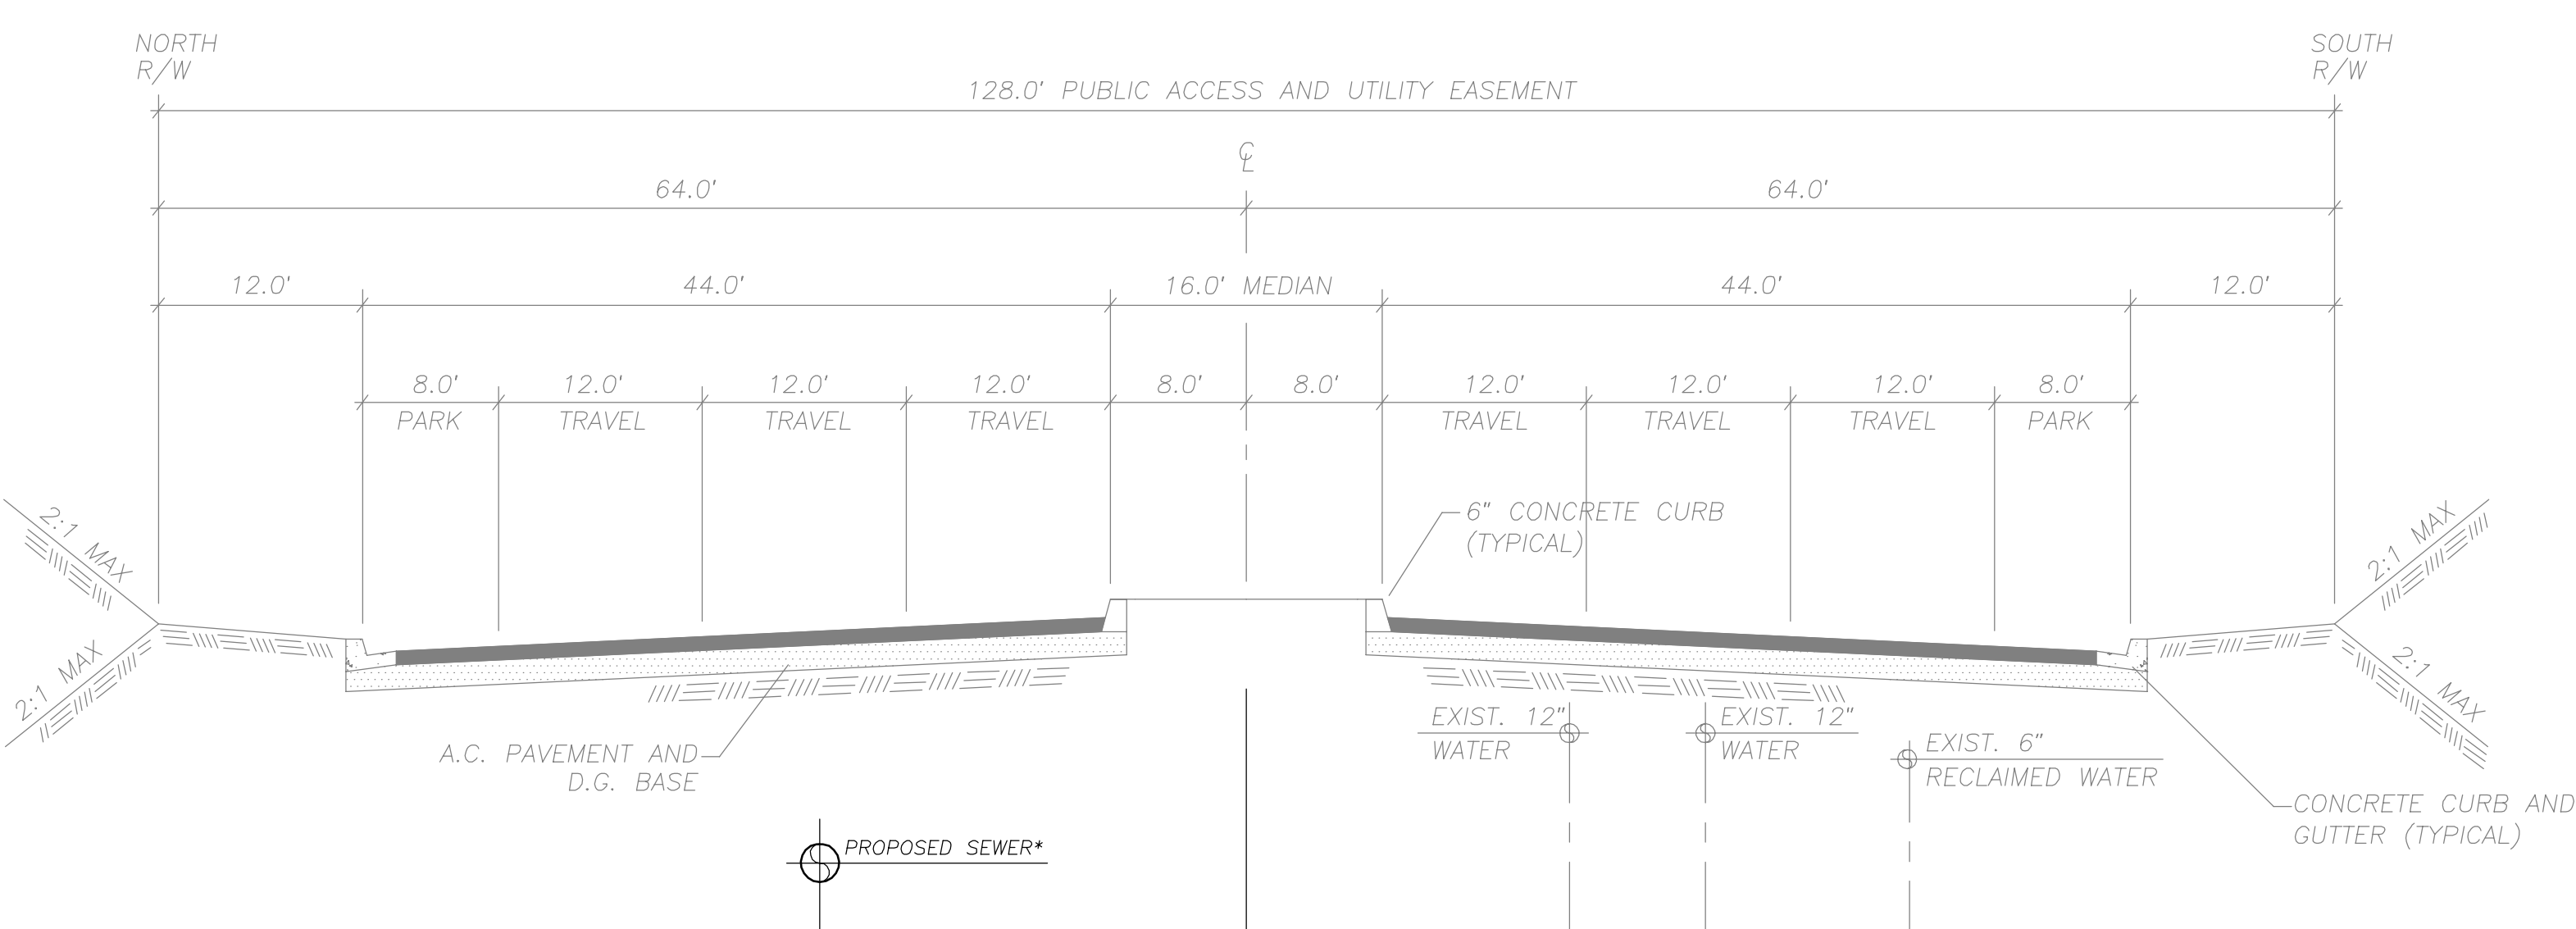 NORTH
R/W
SOUTH
R/W
128.0' PUBLIC ACCESS AND UTILITY EASEMENT
℄
64.0'
64.0'
12.0'
44.0'
16.0' MEDIAN
44.0'
12.0'
8.0'
12.0'
12.0'
12.0'
8.0'
8.0'
12.0'
12.0'
12.0'
8.0'
PARK
TRAVEL
TRAVEL
TRAVEL
TRAVEL
TRAVEL
TRAVEL
PARK
6" CONCRETE CURB
(TYPICAL)
2:1 MAX
2:1 MAX
2:1 MAX
2:1 MAX
EXIST. 12"
WATER
EXIST. 12"
WATER
EXIST. 6"
RECLAIMED WATER
A.C. PAVEMENT AND
D.G. BASE
CONCRETE CURB AND
GUTTER (TYPICAL)
PROPOSED SEWER*